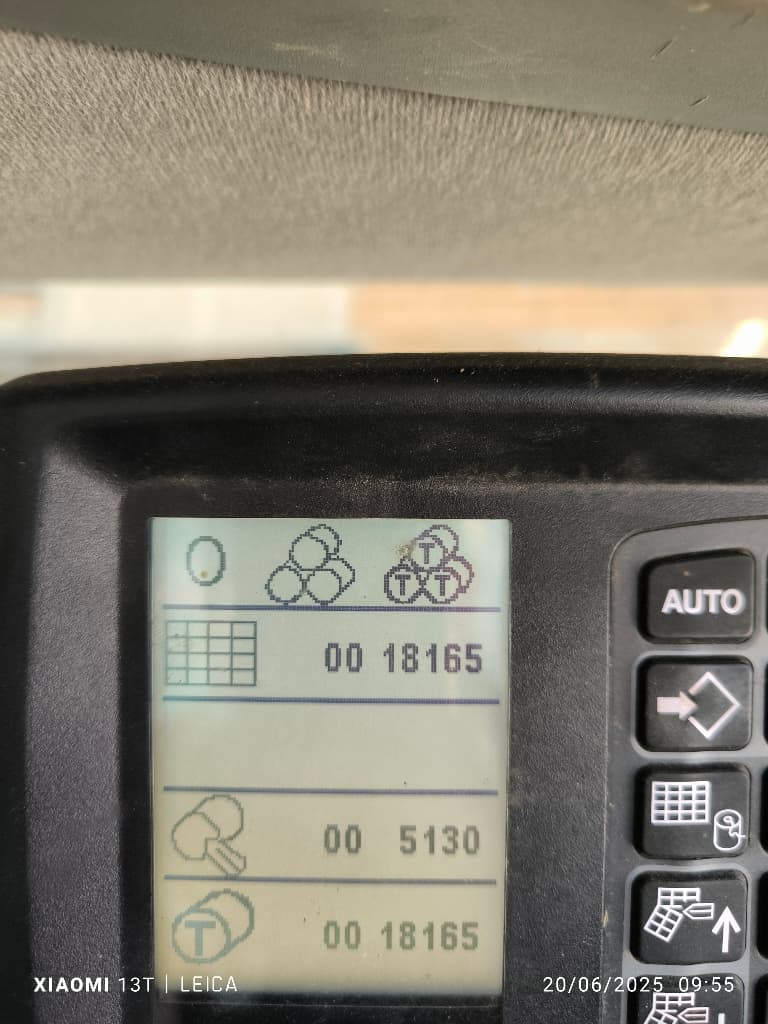 T
T T
AUTO
00 18165
00 5130
T 00 18165
XIAOMI 13T | LEICA
20/06/2025 09:55